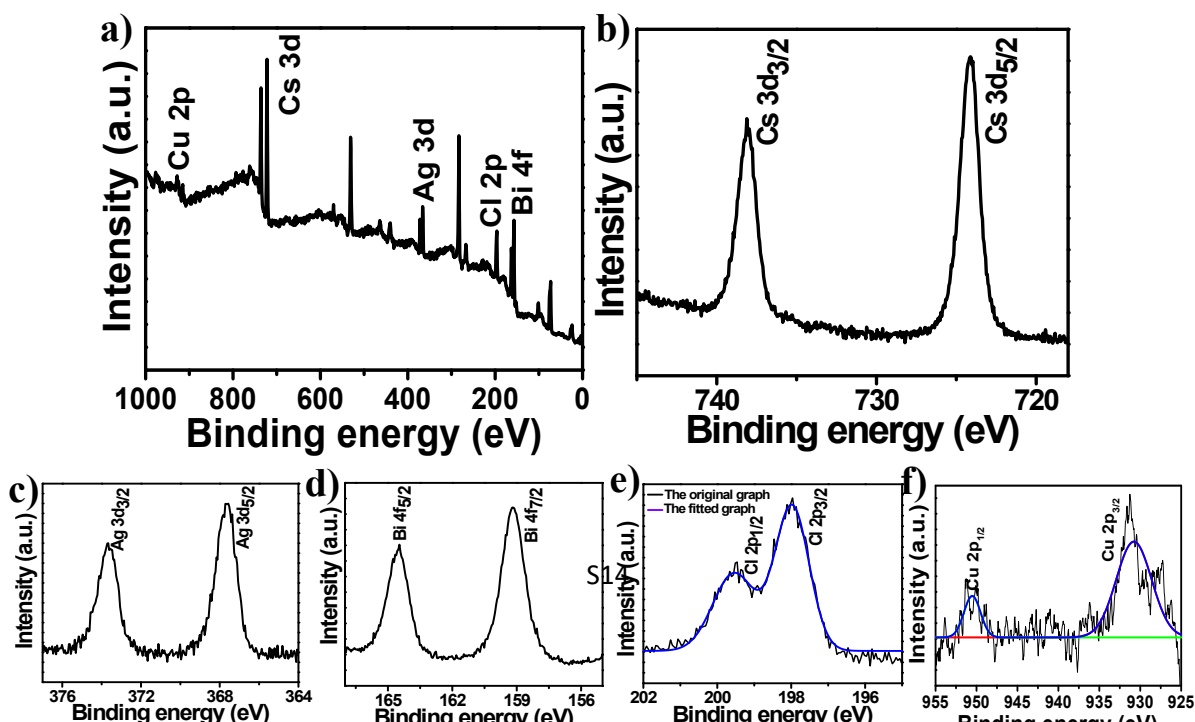 a)
Intensity (a.u.)
Cu 2p
Cs 3d
Ag 3d
Cl 2p
Bi 4f
1000 800 600 400 200 0
Binding energy (eV)
b)
Intensity (a.u.)
Cs 3d3/2
Cs 3d5/2
740 730 720
Binding energy (eV)
c)
Intensity (a.u.)
Ag 3d3/2
Ag 3d5/2
376 372 368 364
Binding energy (eV)
d)
Intensity (a.u.)
Bi 4f5/2
Bi 4f7/2
165 162 159 156
Binding energy (eV)
S14
e)
Intensity (a.u.)
The original graph
The fitted graph
Cl 2p1/2
Cl 2p3/2
202 200 198 196
Binding energy (eV)
f)
Intensity (a.u.)
Cu 2p1/2
Cu 2p3/2
955 950 945 940 935 930 925
Binding energy (eV)